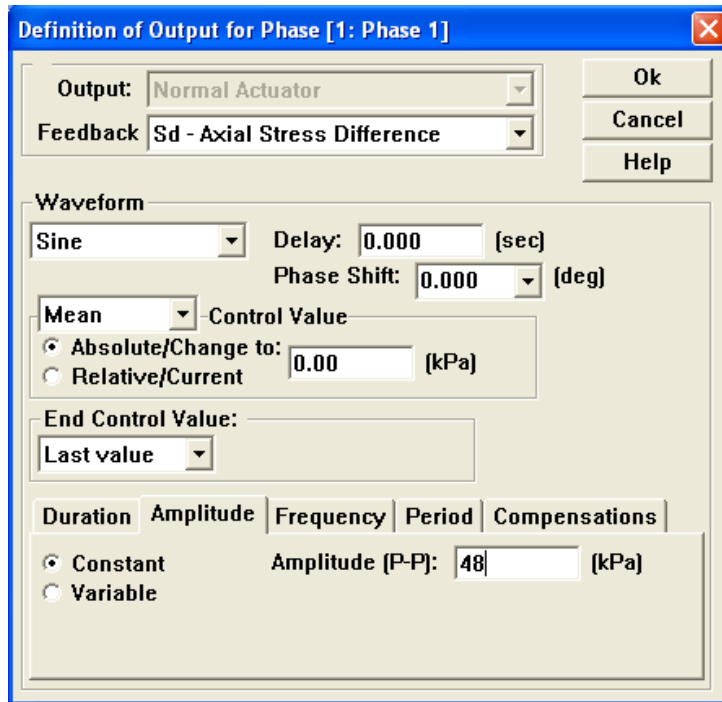 Definition of Output for Phase [1: Phase 1]
Output: Normal Actuator
Ok
Feedback Sd - Axial Stress Difference
Cancel
Help
Waveform
Sine
Delay: 0.000 (sec)
Phase Shift: 0.000 (deg)
Mean Control Value
Absolute/Change to: 0.00 (kPa)
Relative/Current
End Control Value:
Last value
Duration Amplitude Frequency Period Compensations
Constant Amplitude (P-P): 48 (kPa)
Variable